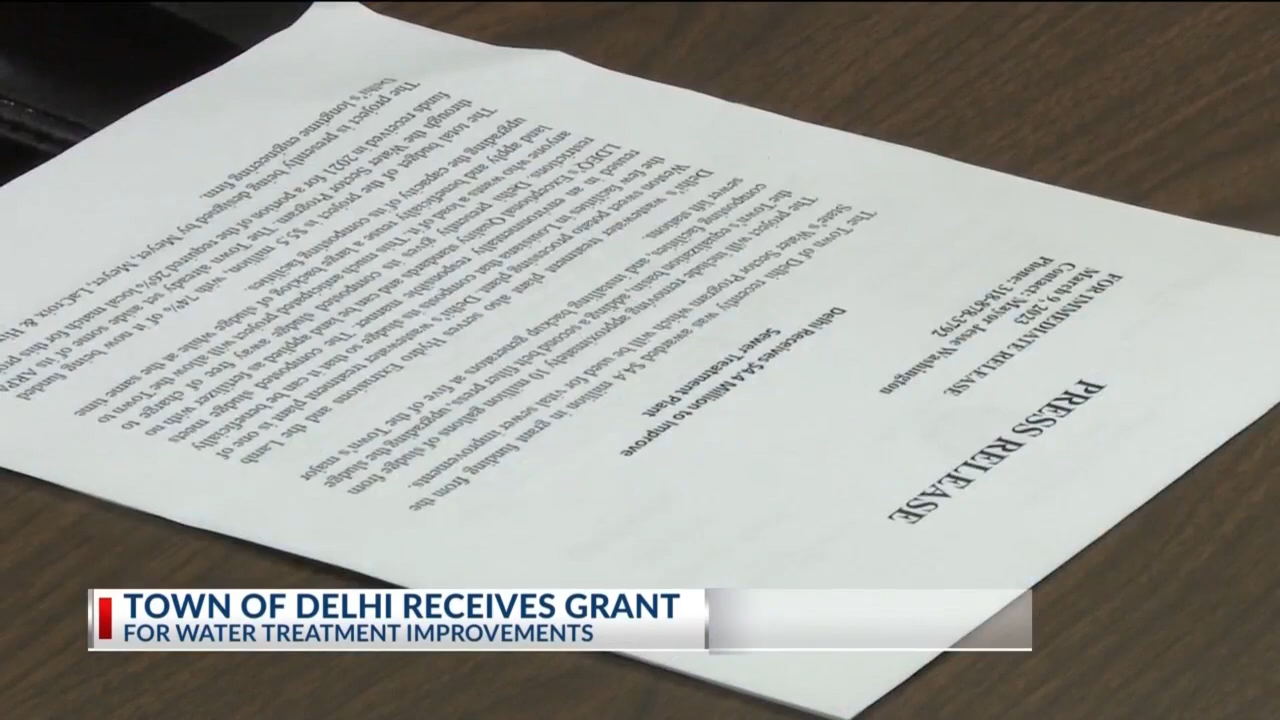 PRESS RELEASE
FOR IMMEDIATE RELEASE
March 9, 2023
Contact: Mayor Jesse Washington
Phone: 318-878-3792
Delhi Receives $4.4 Million to Improve
Sewer Treatment Plant
The Town of Delhi recently was awarded $4.4 million in grant funding from the
State's Water Sector Program which will be used for vital sewer improvements.
The project will include removing approximately 10 million gallons of sludge from
the Town's equalization basin, adding a second belt filter press, upgrading the sludge
composting facilities, and installing backup generators at five of the Town's major
sewer lift stations.
Delhi's wastewater treatment plant also serves Hydro Extrusions and the Lamb
Weston sweet potato processing plant. Delhi's wastewater treatment plant is one of
the few facilities in Louisiana that composts its sludge so that it can be beneficially
reused in an environmentally responsible The composted sludge meets
LDEQ's Exceptional Quality standards and can be land applied as fertilizer with no
restriction. Delhi presently gives its composted sludge away free of charge to
anyone who wants a load of it. This project will allow the Town to
land apply and beneficially reuse a large backlog of sludge while at the same time
upgrading the capacity of its composting facilities.
The total budget of the project is $5.5 million, with 74% of it now being funded
through the Water Sector Program. The Town already set aside some of its ARPA
funds received in 2021 for a portion of the required 26% local match for this
The project is presently being designed by Meyer, Meyer, LaCroix &
Delhi's longtime engineering firm.
TOWN OF DELHI RECEIVES GRANT
FOR WATER TREATMENT IMPROVEMENTS